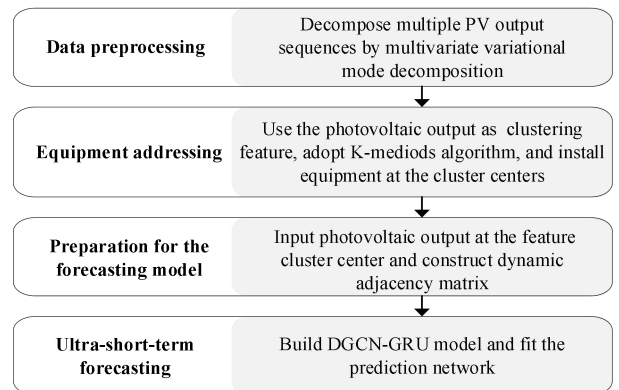 Data preprocessing
Decompose multiple PV output
sequences by multivariate variational
mode decomposition
Equipment addressing
Use the photovoltaic output as clustering
feature, adopt K-mediods algorithm, and install
equipment at the cluster centers
Preparation for the
forecasting model
Input photovoltaic output at the feature
cluster center and construct dynamic
adjacency matrix
Ultra-short-term
forecasting
Build DGCN-GRU model and fit the
prediction network